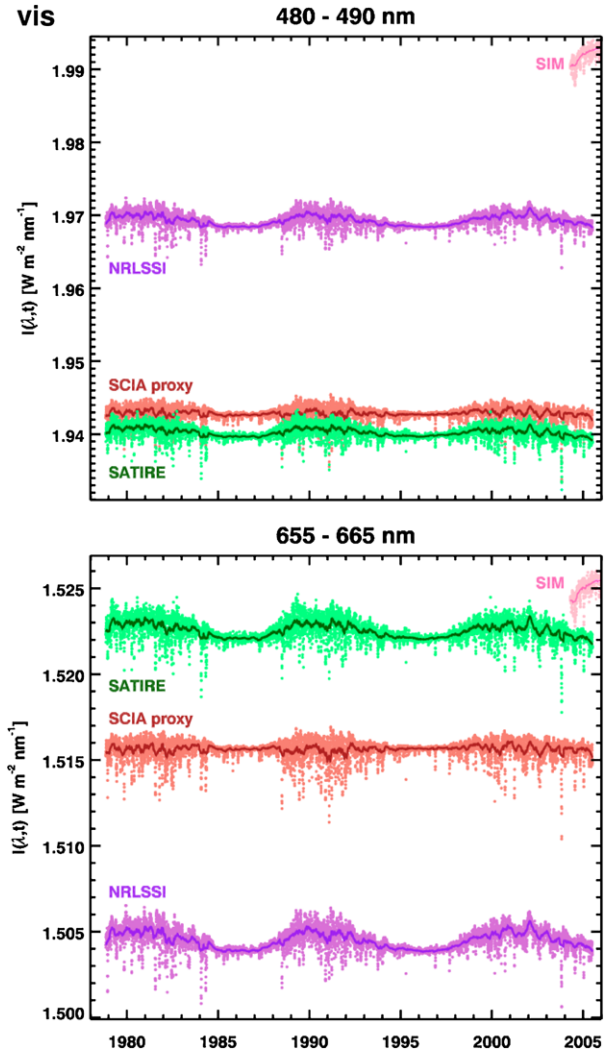 vis
480 - 490 nm
1.99
SIM
1.98
1.97
NRLSSI
1.96
I(λ,t) [W m⁻² nm⁻¹]
1.95
SCIA proxy
1.94
SATIRE
655 - 665 nm
SIM
1.525
1.520
SATIRE
SCIA proxy
1.515
I(λ,t) [W m⁻² nm⁻¹]
1.510
NRLSSI
1.505
1.500
1980 1985 1990 1995 2000 2005